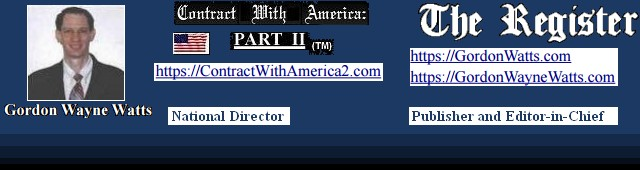 Contract With America:
The Register
PART II (TM)
https://GordonWatts.com
https://ContractWithAmerica2.com
https://GordonWayneWatts.com
Gordon Wayne Watts
National Director
Publisher and Editor-in-Chief